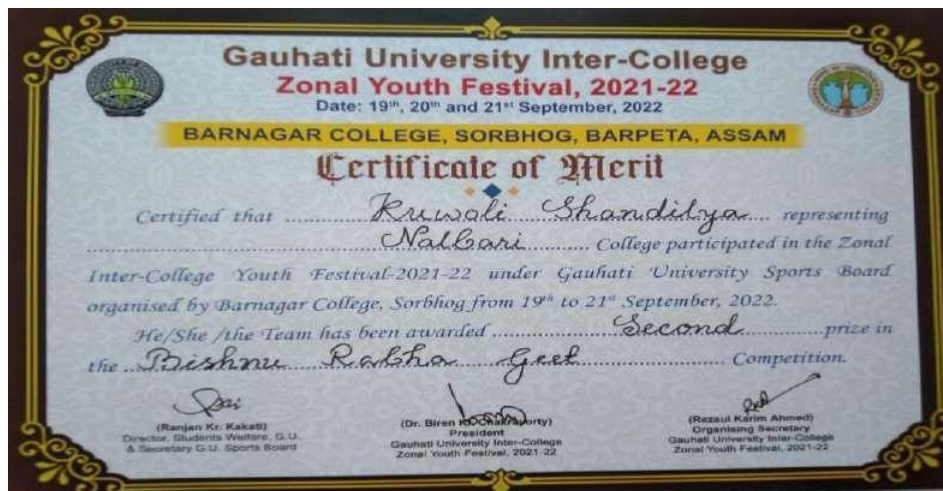 Gauhati University Inter-College
Zonal Youth Festival, 2021-22
Date: 19th, 20th and 21st September, 2022
BARNAGAR COLLEGE, SORBHOG, BARPETA, ASSAM
Certificate of Merit
Certified that ........ Kuwali Shandilya .... representing
........ Nalbari ........ College participated in the Zonal
Inter-College Youth Festival-2021-22 under Gauhati University Sports Board
organised by Barnagar College, Sorbhog from 19th to 21st September, 2022.
He/She /the Team has been awarded ........ Second ........ prize in
the .. Bishnu Rabha Geet ........ Competition.
(Ranjan Kr. Kakati)
Director, Students Welfare, G.U.
& Secretary G.U. Sports Board
(Dr. Biren Kr. Chakravorty)
President
Gauhati University Inter-College
Zonal Youth Festival, 2021-22
(Rezaul Karim Ahmed)
Organising Secretary
Gauhati University Inter-College
Zonal Youth Festival, 2021-22